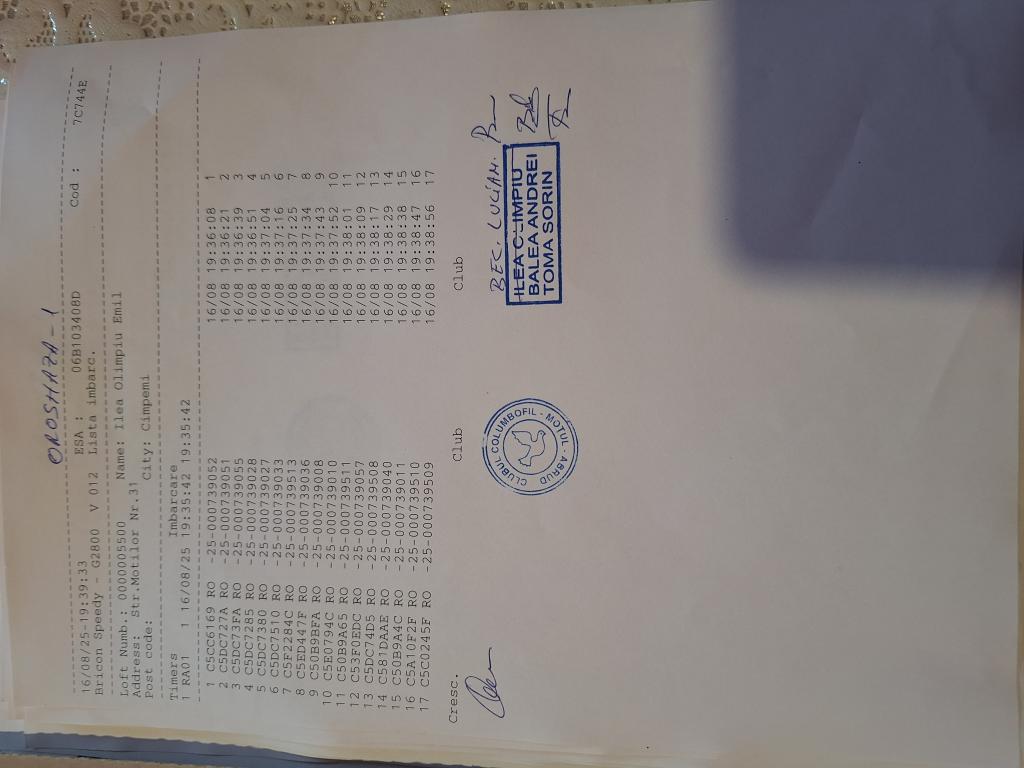 OROSHAZA-1
16/08/25-19:39:33 ESA : 06B103408D Cod : 7C744E
Bricon Speedy - G2800 V 012 Lista imbarc.
Loft Numb.: 000005500 Name: Ilea Olimpiu Emil
Address: Str.Motilor Nr.31
Post code: City: Cimpemi
Timers Imbarcare
1 RA01 1 16/08/25 19:35:42 19:35:42
1 C5CC6169 RO -25-000739052 16/08 19:36:08 1
2 C5DC727A RO -25-000739051 16/08 19:36:21 2
3 C5DC73FA RO -25-000739055 16/08 19:36:39 3
4 C5DC7285 RO -25-000739028 16/08 19:36:51 4
5 C5DC7380 RO -25-000739027 16/08 19:37:04 5
6 C5DC7510 RO -25-000739033 16/08 19:37:16 6
7 C5F2284C RO -25-000739513 16/08 19:37:25 7
8 C5ED447F RO -25-000739036 16/08 19:37:34 8
9 C50B9BFA RO -25-000739008 16/08 19:37:43 9
10 C5E0794C RO -25-000739010 16/08 19:37:52 10
11 C50B9A65 RO -25-000739511 16/08 19:38:01 11
12 C53F0EDC RO -25-000739057 16/08 19:38:09 12
13 C5DC74D5 RO -25-000739508 16/08 19:38:17 13
14 C581DAAE RO -25-000739040 16/08 19:38:29 14
15 C50B9A4C RO -25-000739011 16/08 19:38:38 15
16 C5A10F2F RO -25-000739510 16/08 19:38:47 16
17 C5C0245F RO -25-000739509 16/08 19:38:56 17
Cresc. Club Club
BEC. LUCIAN.
CLUBUL COLUMBOFIL - MOTUL - ABRUD
ILEA OLIMPIU
BALEA ANDREI
TOMA SORIN